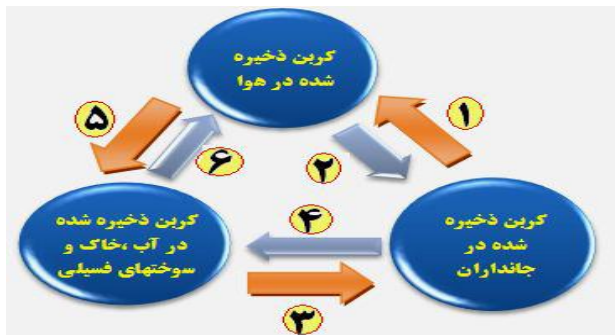 کربن ذخیره
شده در هوا
۱
۵
۶
۲
کربن ذخیره شده
در آب ،خاک و
سوختهای فسیلی
۴
۳
کربن ذخیره
شده در
جانداران